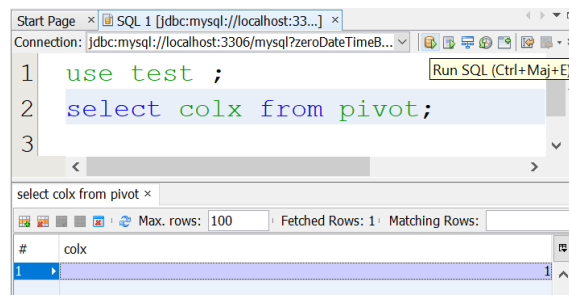 Start Page × SQL 1 [jdbc:mysql://localhost:33...] ×
Connection: jdbc:mysql://localhost:3306/mysql?zeroDateTimeB...
Run SQL (Ctrl+Maj+E)
1 use test ;
2 select colx from pivot;
3
select colx from pivot ×
Max. rows: 100 Fetched Rows: 1 Matching Rows:
# colx
1 1